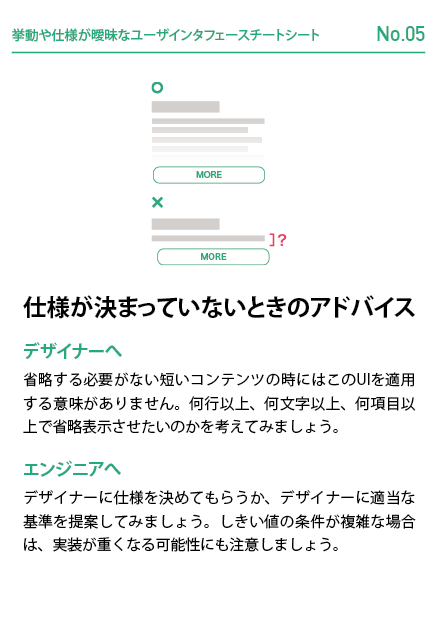 挙動や仕様が曖昧なユーザインタフェースチートシート No.05
MORE
]?
MORE
仕様が決まっていないときのアドバイス
デザイナーへ
省略する必要がない短いコンテンツの時にはこのUIを適用
する意味がありません。何行以上、何文字以上、何項目以
上で省略表示させたいのかを考えてみましょう。
エンジニアへ
デザイナーに仕様を決めてもらうか、デザイナーに適当な
基準を提案してみましょう。しきい値の条件が複雑な場合
は、実装が重くなる可能性にも注意しましょう。